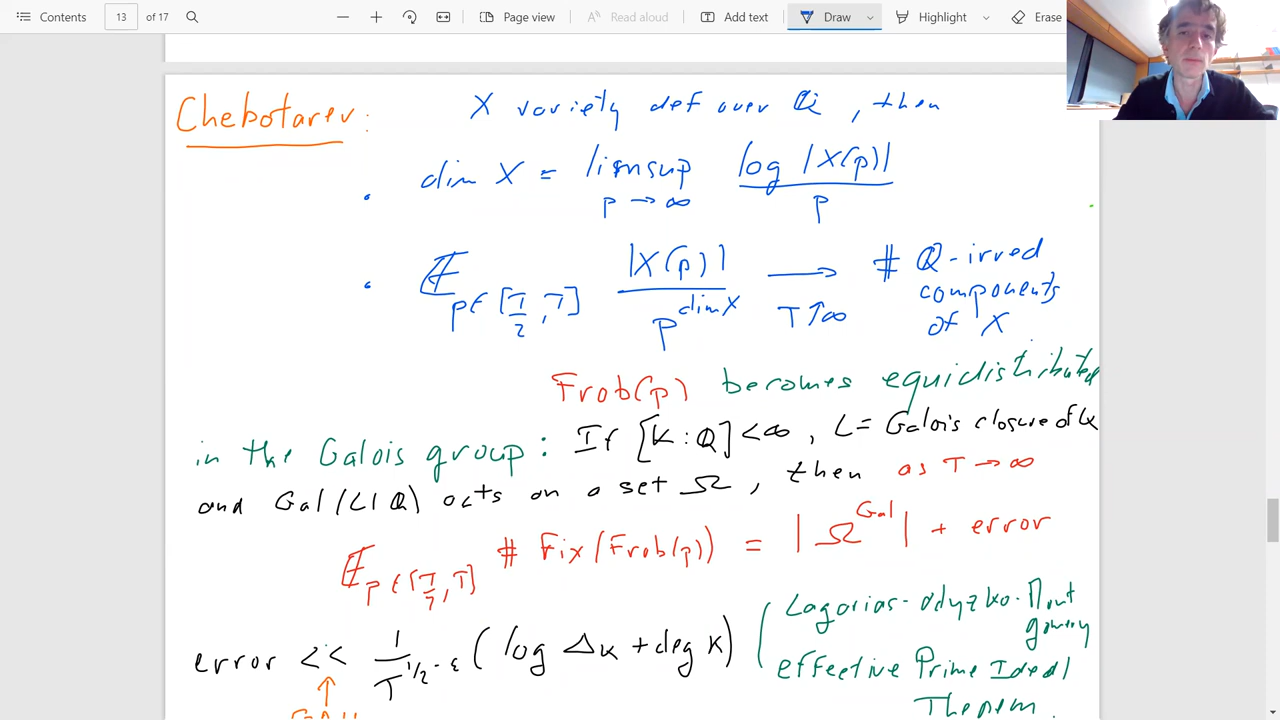 Contents 13 of 17 Page view Read aloud Add text Draw Highlight Erase
Chebotarev: X variety def over Q, then
• dim X = limsup p → ∞ log |X(p)| / p
• E p ∈ [T/2, T] |X(p)| / p^dim X → T ↑ ∞ # Q-irred components of X
Frob(p) becomes equidistributed
in the Galois group: If [K : Q] < ∞, L = Galois closure of K
and Gal(L|Q) acts on a set Ω, then as T → ∞
E p ∈ [T/2, T] # Fix(Frob(p)) = |Ω^Gal| + error
error << 1 / T^1/2-ε (log Δk + deg K) ( Lagarias-Odlyzko-Montgomery
effective Prime Ideal
Theorem.